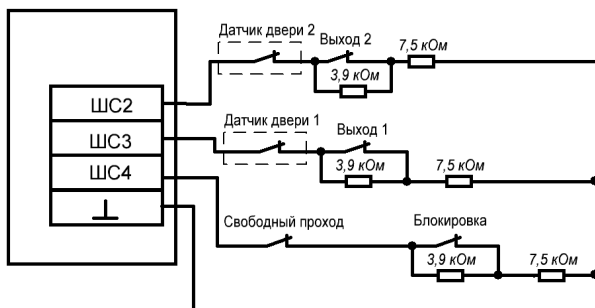 Датчик двери 2
Выход 2
7,5 кОм
3,9 кОм
ШС2
Датчик двери 1
Выход 1
ШС3
3,9 кОм
7,5 кОм
ШС4
Свободный проход
Блокировка
3,9 кОм
7,5 кОм